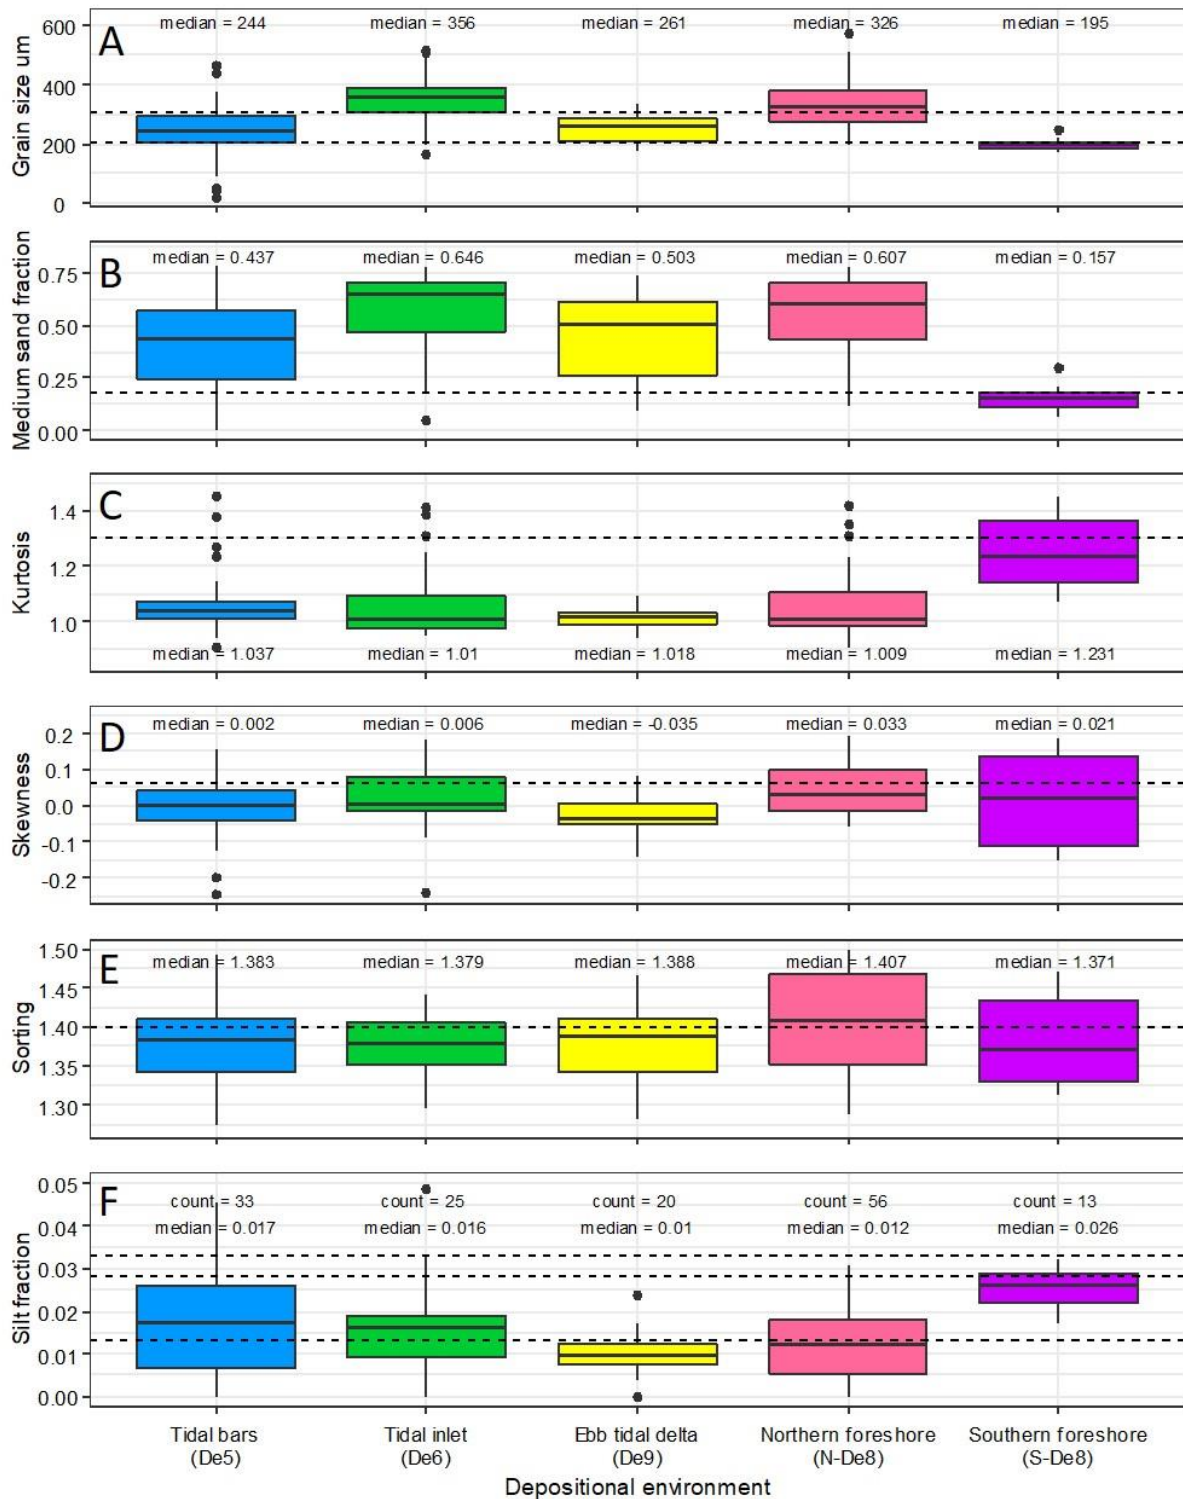 A
median = 244 median = 356 median = 261 median = 326 median = 195
Grain size um
600
400
200
0
B
median = 0.437 median = 0.646 median = 0.503 median = 0.607 median = 0.157
Medium sand fraction
0.75
0.50
0.25
0.00
C
Kurtosis
1.4
1.2
1.0
median = 1.037 median = 1.01 median = 1.018 median = 1.009 median = 1.231
D
median = 0.002 median = 0.006 median = -0.035 median = 0.033 median = 0.021
Skewness
0.2
0.1
0.0
-0.1
-0.2
E
median = 1.383 median = 1.379 median = 1.388 median = 1.407 median = 1.371
Sorting
1.50
1.45
1.40
1.35
1.30
F
count = 33 count = 25 count = 20 count = 56 count = 13
median = 0.017 median = 0.016 median = 0.01 median = 0.012 median = 0.026
Silt fraction
0.05
0.04
0.03
0.02
0.01
0.00
Tidal bars Tidal inlet Ebb tidal delta Northern foreshore Southern foreshore
(De5) (De6) (De9) (N-De8) (S-De8)
Depositional environment